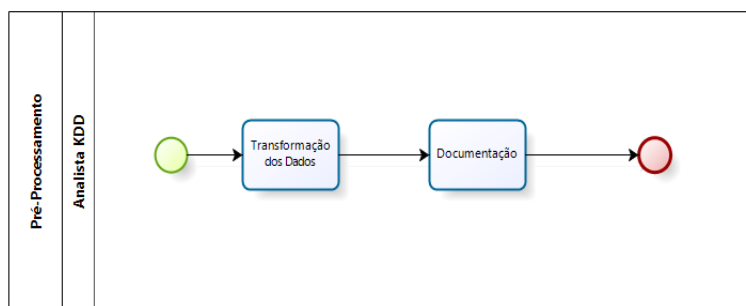 Pré-Processamento
Analista KDD
Transformação
dos Dados
Documentação